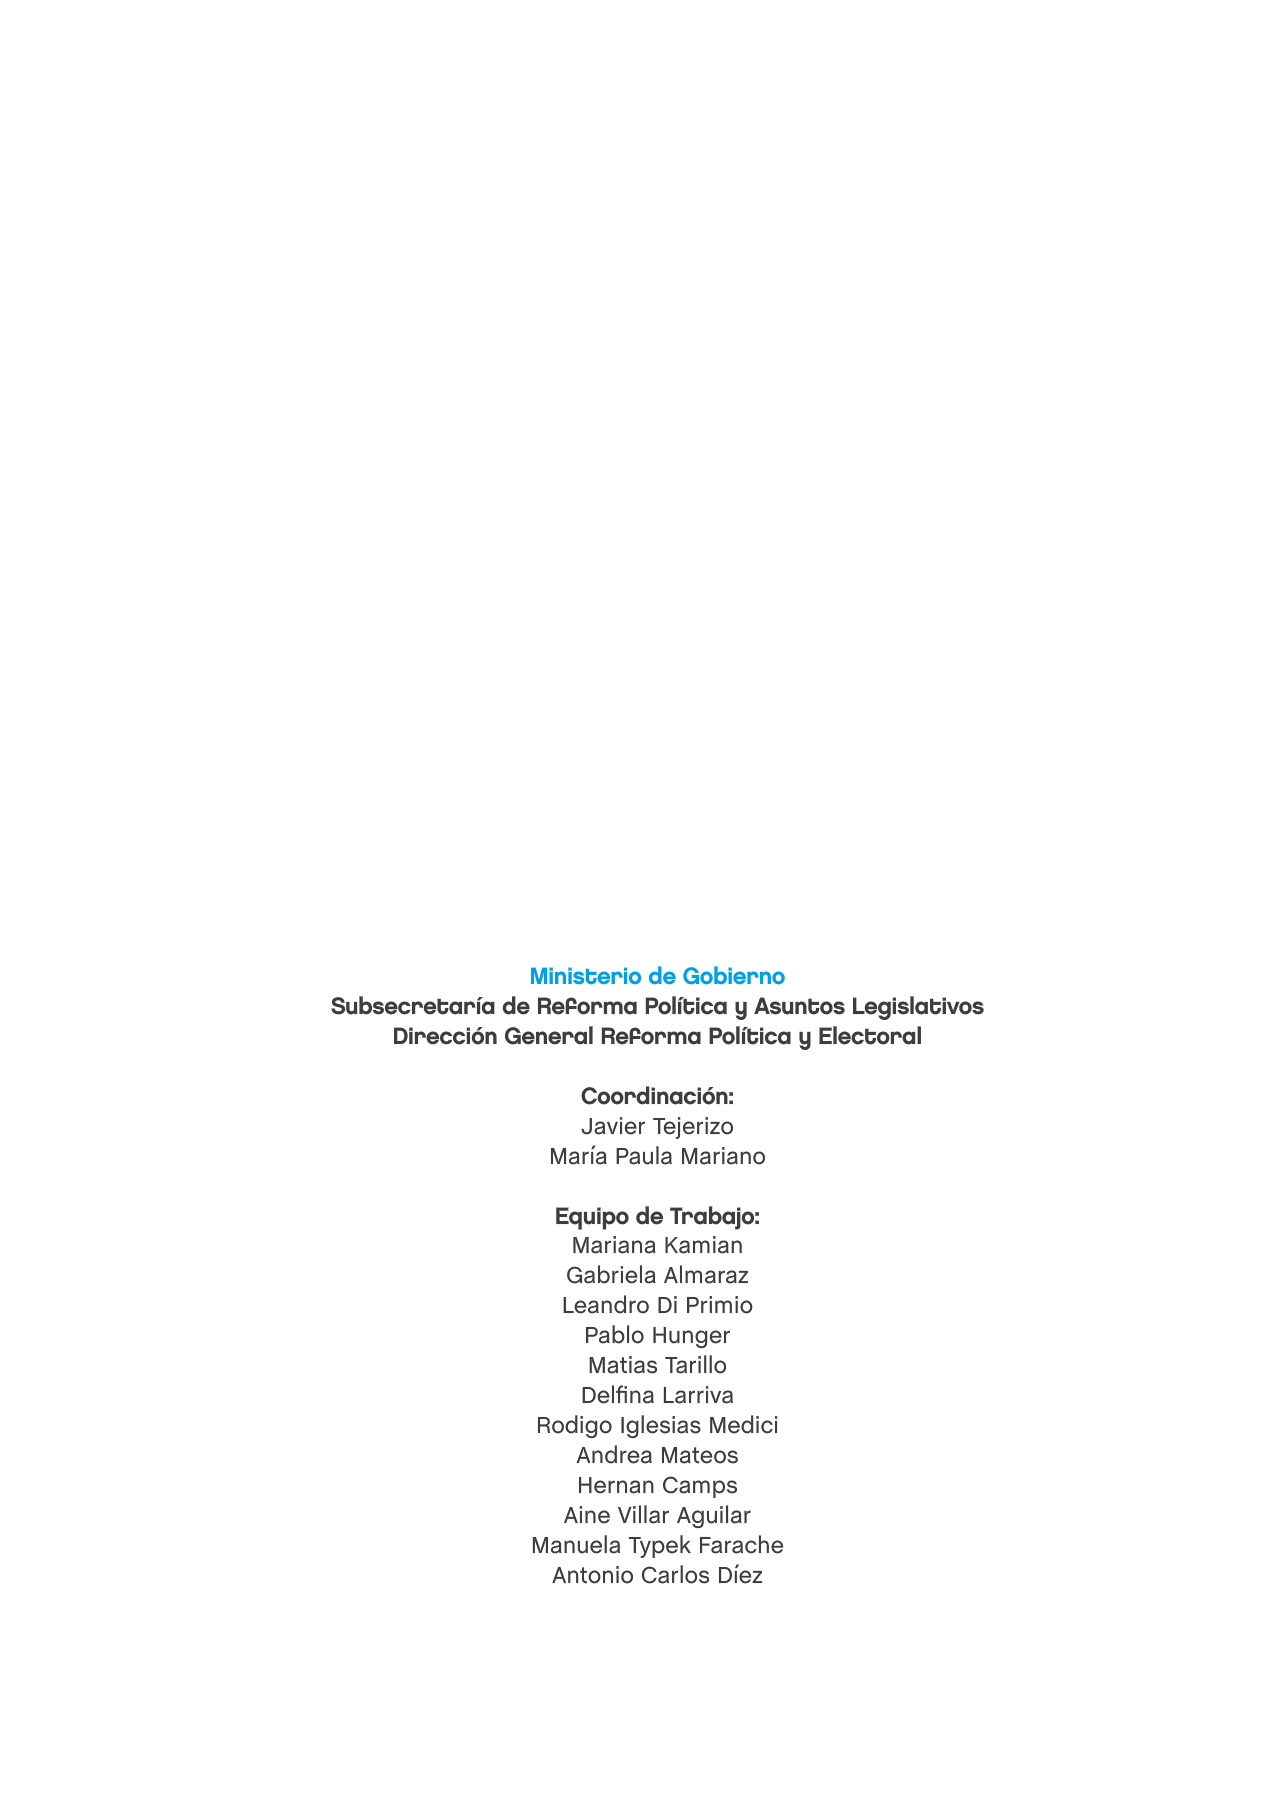 Ministerio de Gobierno
Subsecretaría de Reforma Política y Asuntos Legislativos
Dirección General Reforma Política y Electoral
Coordinación:
Javier Tejerizo
María Paula Mariano
Equipo de Trabajo:
Mariana Kamian
Gabriela Almaraz
Leandro Di Primio
Pablo Hunger
Matias Tarillo
Delfina Larriva
Rodigo Iglesias Medici
Andrea Mateos
Hernan Camps
Aine Villar Aguilar
Manuela Typek Farache
Antonio Carlos Díez